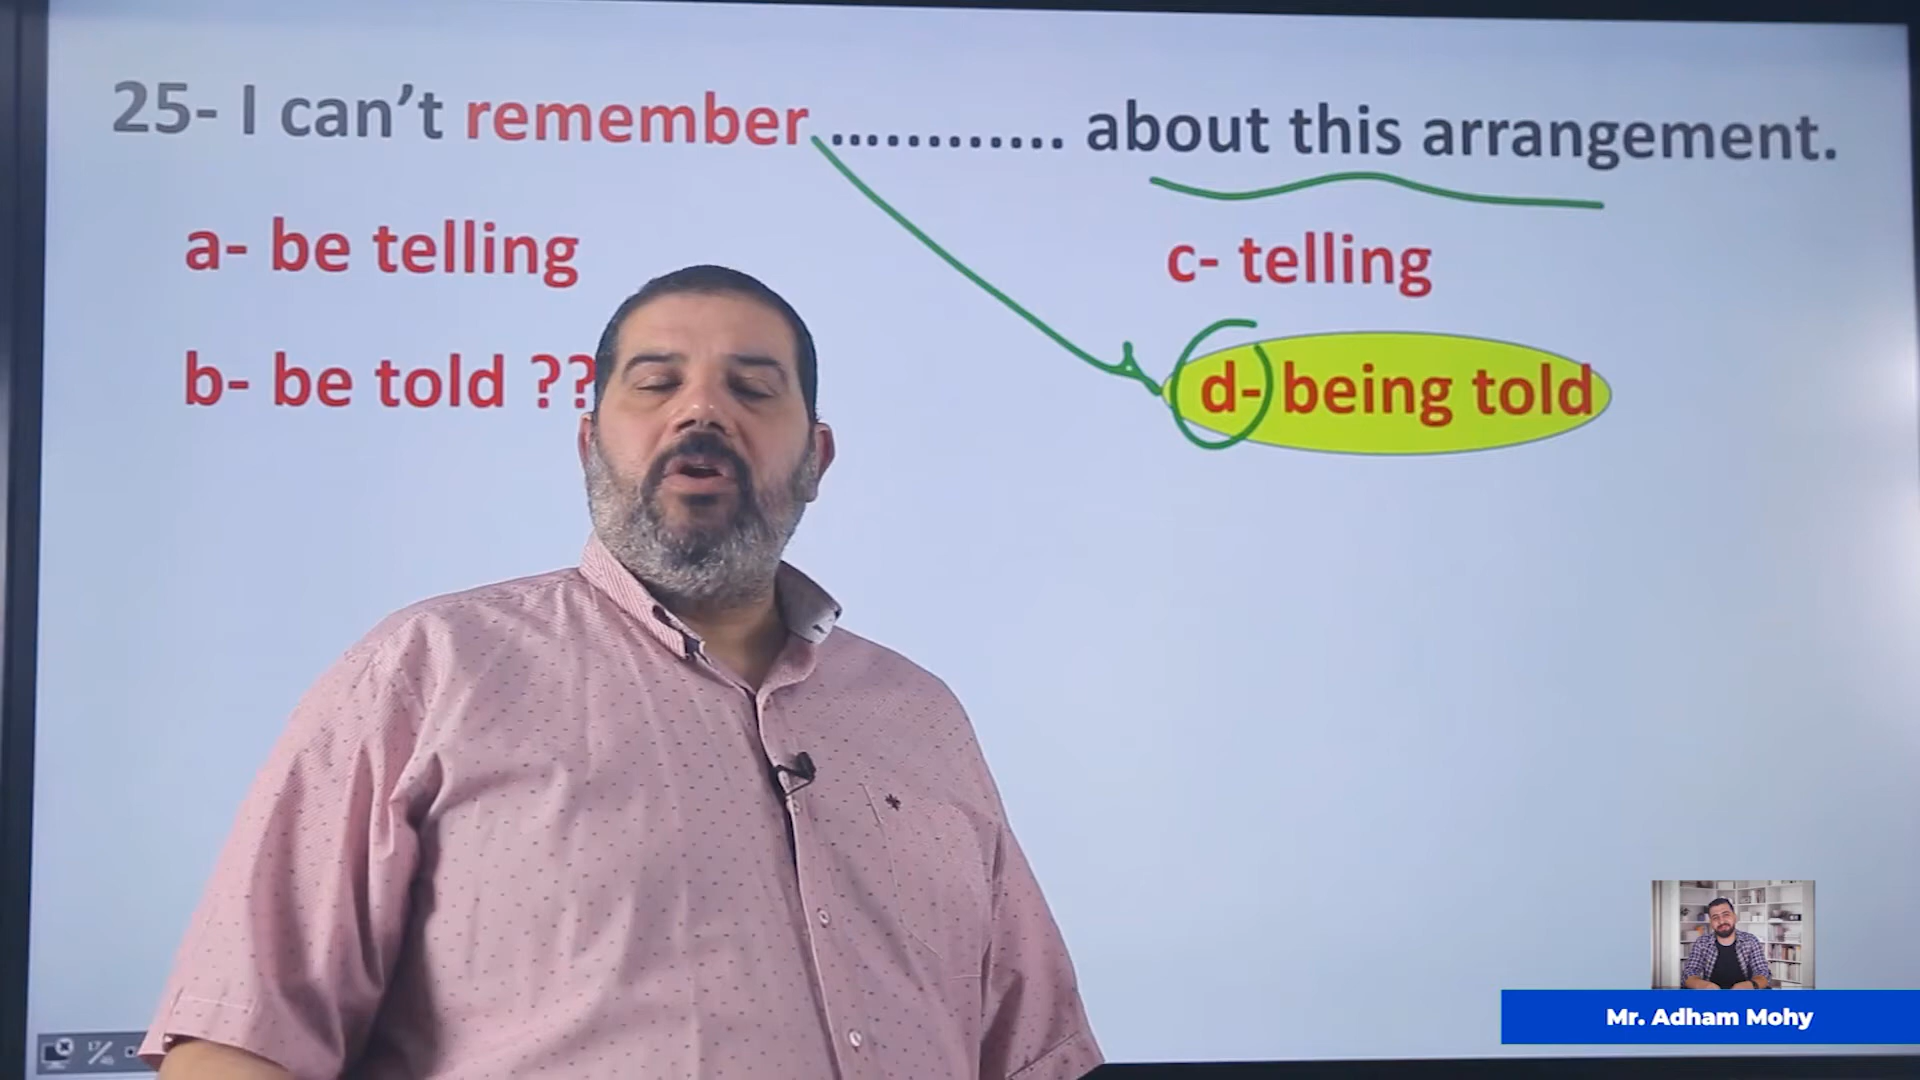 25- I can't remember ............ about this arrangement.
a- be telling
c- telling
b- be told ??
d- being told
Mr. Adham Mohy